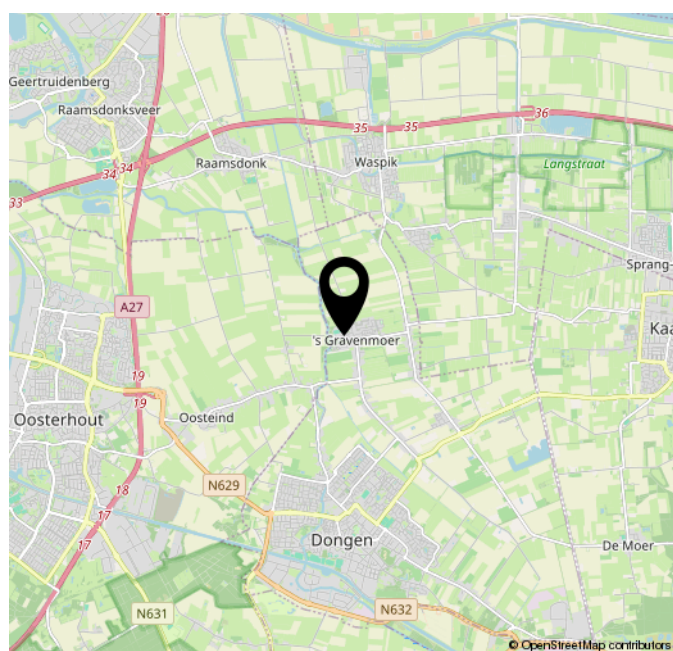 26
Geertruidenberg
Raamsdonksveer
36
35
35
34
34
Raamsdonk
Waspik
Langstraat
33
Sprang-
A27
's Gravenmoer
Kaa
19
19
Oosterhout
Oosteind
N629
18
17
17
Dongen
De Moer
N631
N632
© OpenStreetMap contributors